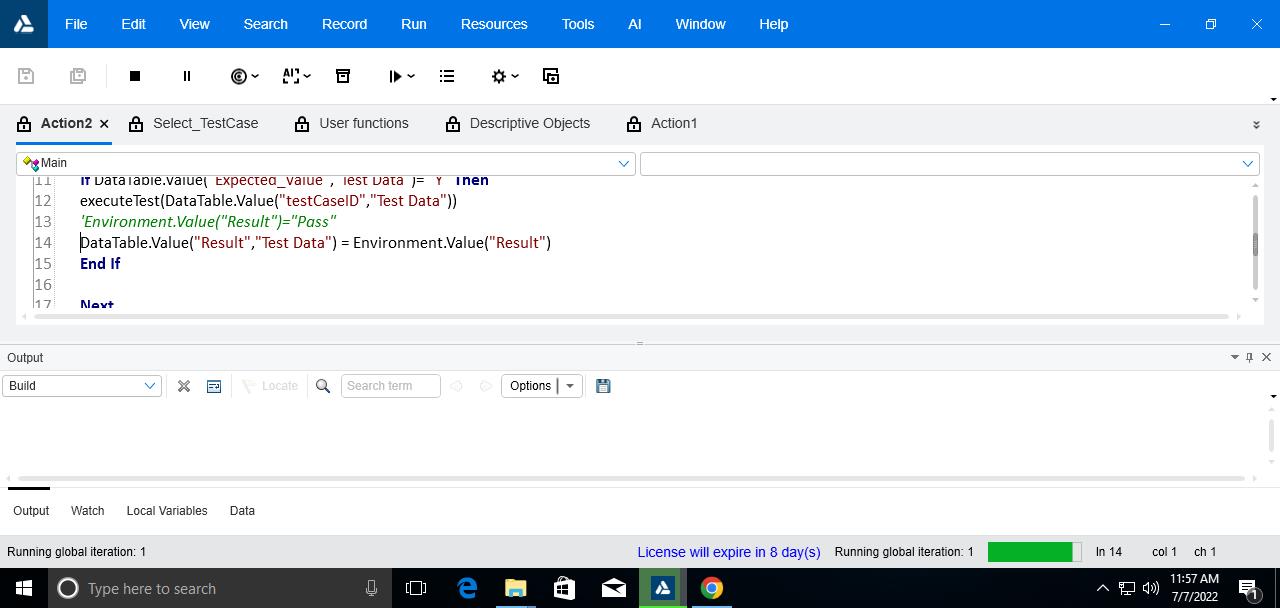 File Edit View Search Record Run Resources Tools AI Window Help
Action2 Select_TestCase User functions Descriptive Objects Action1
Main
11 If DataTable.Value("Expected_Value","Test Data")="Y" Then
12 executeTest(DataTable.Value("testCaseID","Test Data"))
13 'Environment.Value("Result")="Pass"
14 DataTable.Value("Result","Test Data") = Environment.Value("Result")
15 End If
16
17 Next
Output
Build Locate Search term Options
Output Watch Local Variables Data
Running global iteration: 1 License will expire in 8 day(s) Running global iteration: 1 ln 14 col 1 ch 1
Type here to search 11:57 AM
7/7/2022 1